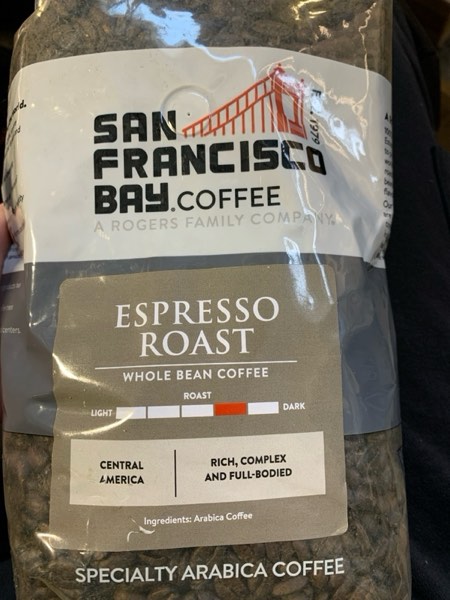 SAN
FRANCISCO
BAY.COFFEE
A ROGERS FAMILY COMPANY™
ESPRESSO
ROAST
WHOLE BEAN COFFEE
ROAST
LIGHT DARK
CENTRAL
AMERICA
RICH, COMPLEX
AND FULL-BODIED
Ingredients: Arabica Coffee
SPECIALTY ARABICA COFFEE